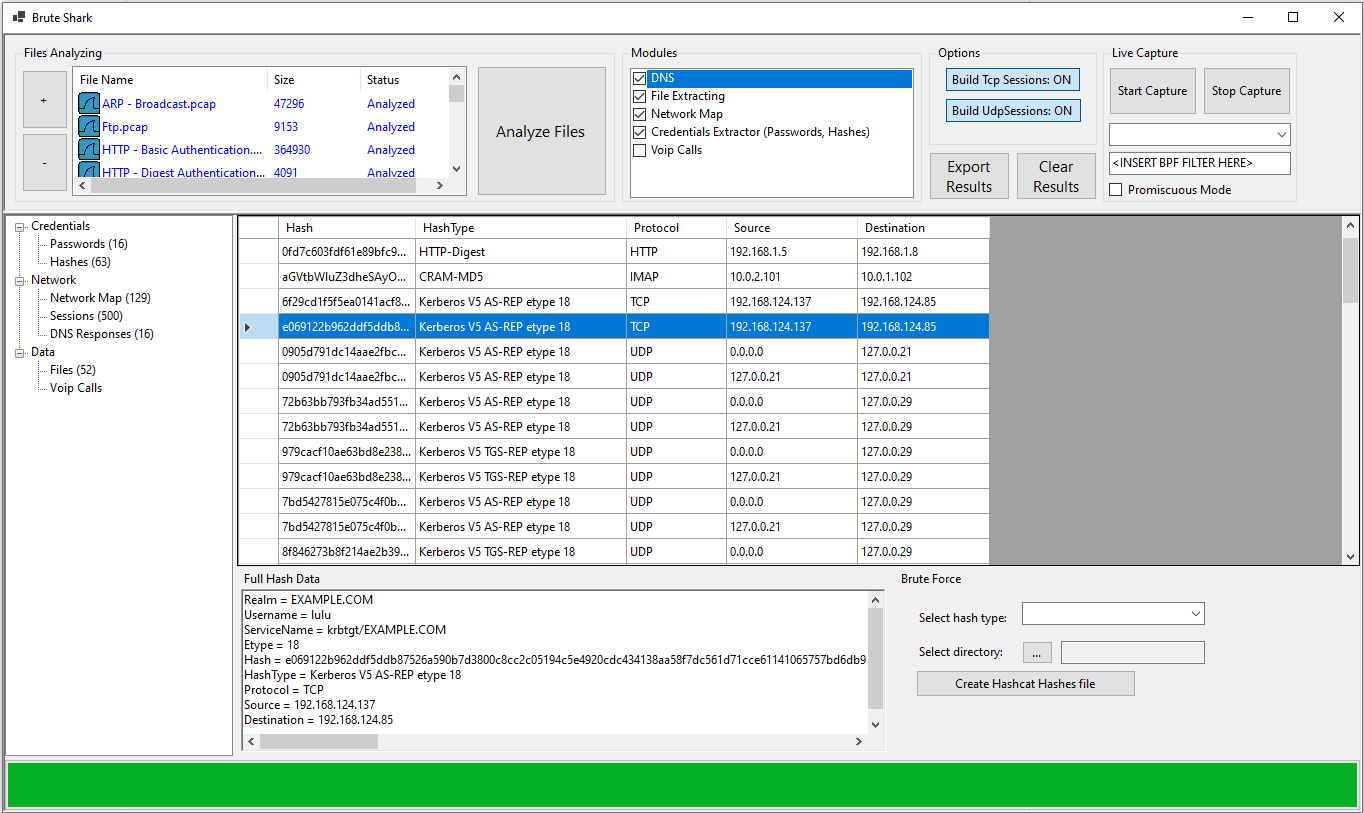 Brute Shark
Files Analyzing
+
-
File Name Size Status
ARP - Broadcast.pcap 47296 Analyzed
Ftp.pcap 9153 Analyzed
HTTP - Basic Authentication.... 364930 Analyzed
HTTP - Digest Authentication... 4091 Analyzed
Analyze Files
Modules
DNS
File Extracting
Network Map
Credentials Extractor (Passwords, Hashes)
Voip Calls
Options
Build Tcp Sessions: ON
Build UdpSessions: ON
Export
Results
Clear
Results
Live Capture
Start Capture
Stop Capture
<INSERT BPF FILTER HERE>
Promiscuous Mode
Credentials
Passwords (16)
Hashes (63)
Network
Network Map (129)
Sessions (500)
DNS Responses (16)
Data
Files (52)
Voip Calls
Hash HashType Protocol Source Destination
0fd7c603fdf61e89bfc9... HTTP-Digest HTTP 192.168.1.5 192.168.1.8
aGVtbWluZ3dheSAyO... CRAM-MD5 IMAP 10.0.2.101 10.0.1.102
6f29cd1f5f5ea0141acf8... Kerberos V5 AS-REP etype 18 TCP 192.168.124.137 192.168.124.85
e069122b962ddf5ddb8... Kerberos V5 AS-REP etype 18 TCP 192.168.124.137 192.168.124.85
0905d791dc14aae2fbc... Kerberos V5 AS-REP etype 18 UDP 0.0.0.0 127.0.0.21
0905d791dc14aae2fbc... Kerberos V5 AS-REP etype 18 UDP 127.0.0.21 127.0.0.21
72b63bb793fb34ad551... Kerberos V5 AS-REP etype 18 UDP 0.0.0.0 127.0.0.29
72b63bb793fb34ad551... Kerberos V5 AS-REP etype 18 UDP 127.0.0.21 127.0.0.29
979cacf10ae63bd8e238... Kerberos V5 TGS-REP etype 18 UDP 0.0.0.0 127.0.0.29
979cacf10ae63bd8e238... Kerberos V5 TGS-REP etype 18 UDP 127.0.0.21 127.0.0.29
7bd5427815e075c4f0b... Kerberos V5 AS-REP etype 18 UDP 0.0.0.0 127.0.0.29
7bd5427815e075c4f0b... Kerberos V5 AS-REP etype 18 UDP 127.0.0.21 127.0.0.29
8f846273b8f214ae2b39... Kerberos V5 TGS-REP etype 18 UDP 0.0.0.0 127.0.0.29
Full Hash Data
Realm = EXAMPLE.COM
Username = lulu
ServiceName = krbtgt/EXAMPLE.COM
Etype = 18
Hash = e069122b962ddf5ddb87526a590b7d3800c8cc2c05194c5e4920cdc434138aa58f7dc561d71cce61141065757bd6db9
HashType = Kerberos V5 AS-REP etype 18
Protocol = TCP
Source = 192.168.124.137
Destination = 192.168.124.85
Brute Force
Select hash type:
Select directory:
...
Create Hashcat Hashes file